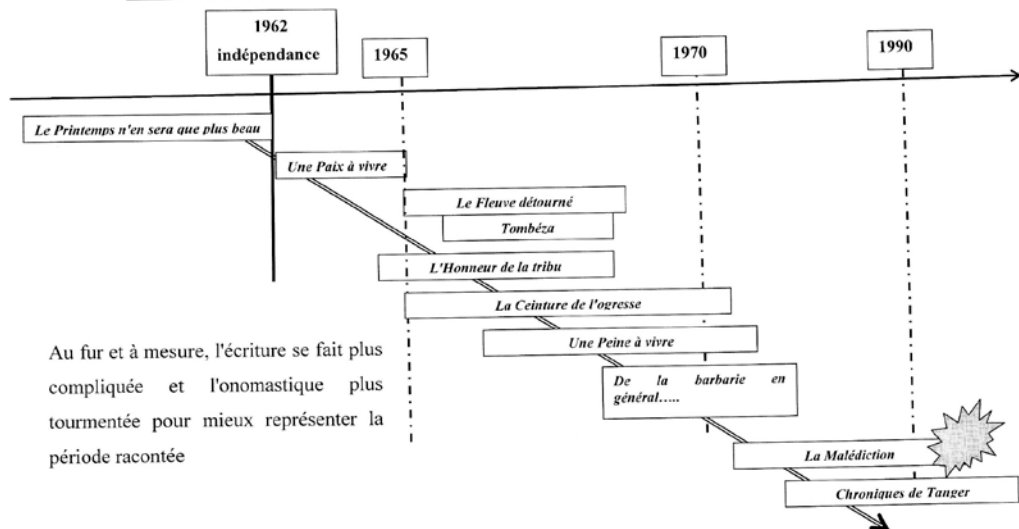 1962
indépendance
1965
1970
1990
Le Printemps n'en sera que plus beau
Une Paix à vivre
Le Fleuve détourné
Tombéza
L'Honneur de la tribu
La Ceinture de l'ogresse
Une Peine à vivre
De la barbarie en
général…..
La Malédiction
Chroniques de Tanger
Au fur et à mesure, l'écriture se fait plus
compliquée et l'onomastique plus
tourmentée pour mieux représenter la
période racontée